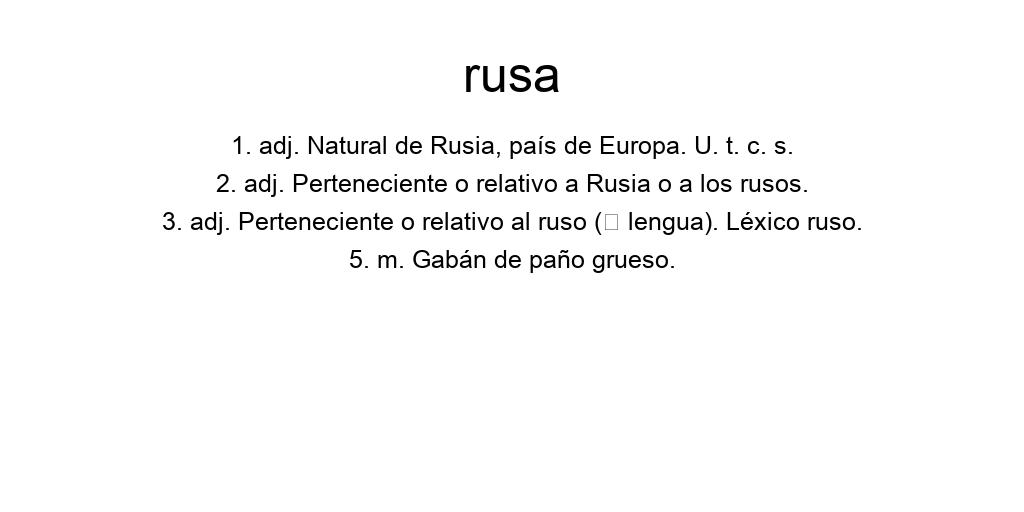 rusa
1. adj. Natural de Rusia, país de Europa. U. t. c. s.
2. adj. Perteneciente o relativo a Rusia o a los rusos.
3. adj. Perteneciente o relativo al ruso (□ lengua). Léxico ruso.
5. m. Gabán de paño grueso.